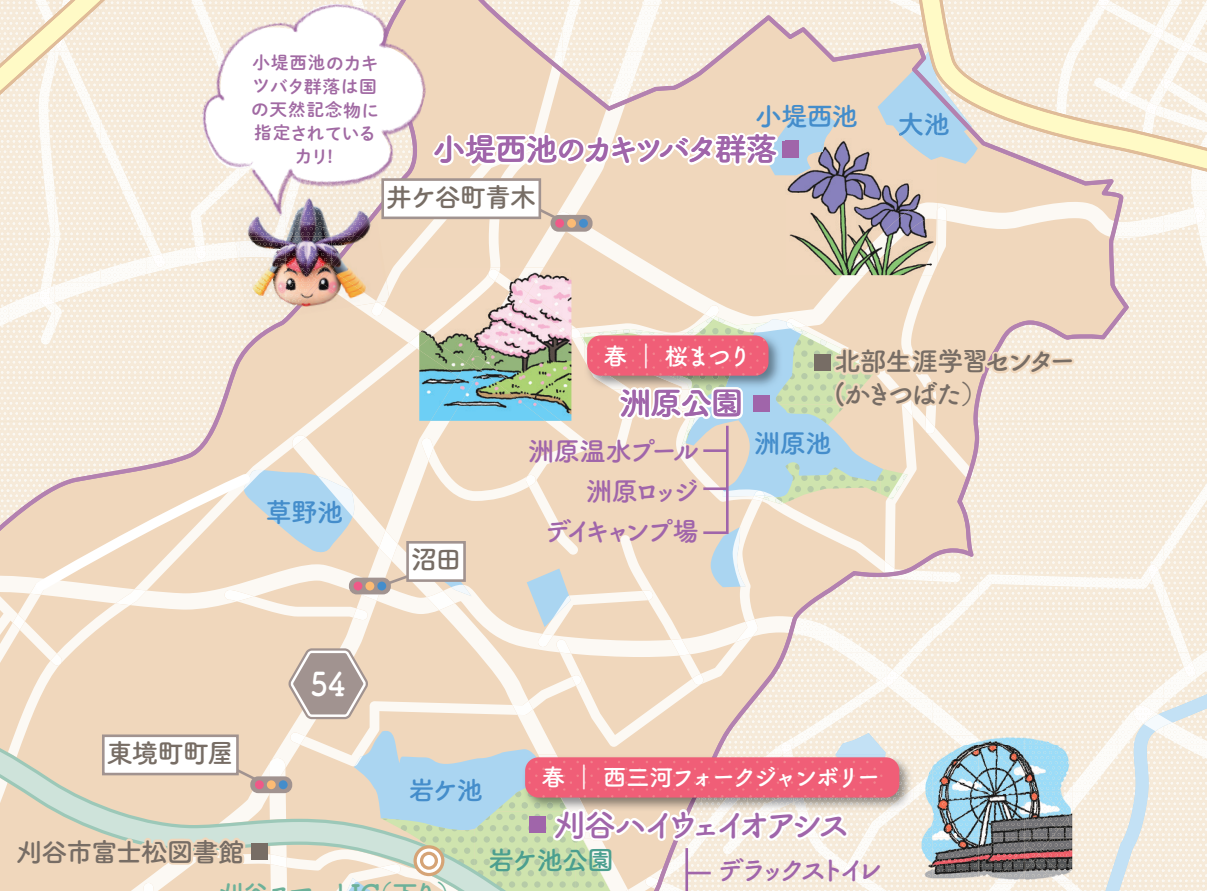 小堤西池のカキ
ツバタ群落は国
の天然記念物に
指定されている
カリ!
小堤西池
大池
小堤西池のカキツバタ群落
井ケ谷町青木
春 | 桜まつり
北部生涯学習センター
(かきつばた)
洲原公園
洲原温水プール
洲原池
洲原ロッジ
デイキャンプ場
草野池
沼田
54
東境町町屋
岩ケ池
春 | 西三河フォークジャンボリー
刈谷ハイウェイオアシス
刈谷市富士松図書館
岩ケ池公園
デラックストイレ